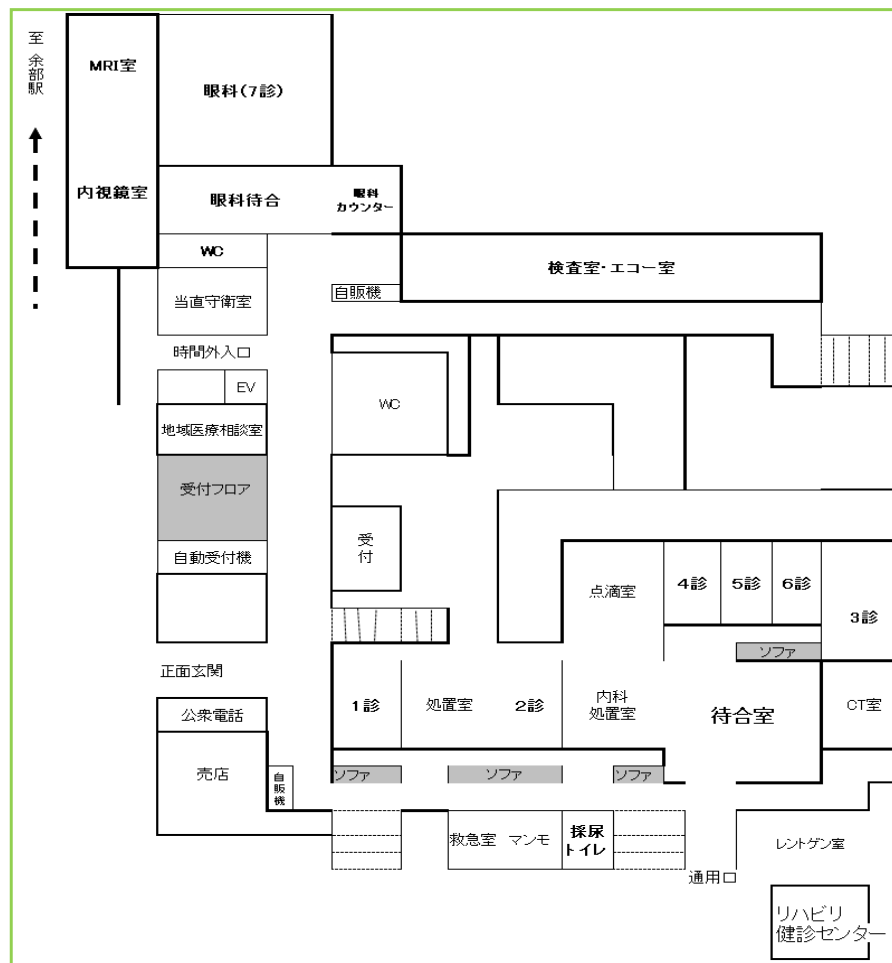 至 余部駅
MRI室
眼科(7診)
内視鏡室
眼科待合
眼科
カウンター
WC
検査室・エコー室
当直守衛室
自販機
時間外入口
EV
WC
地域医療相談室
受付フロア
受付
自動受付機
点滴室
4診
5診
6診
3診
ソファ
正面玄関
1診
処置室
2診
内科
処置室
待合室
CT室
公衆電話
売店
自販機
ソファ
ソファ
ソファ
救急室
マンモ
採尿
トイレ
レントゲン室
通用口
リハビリ
健診センター